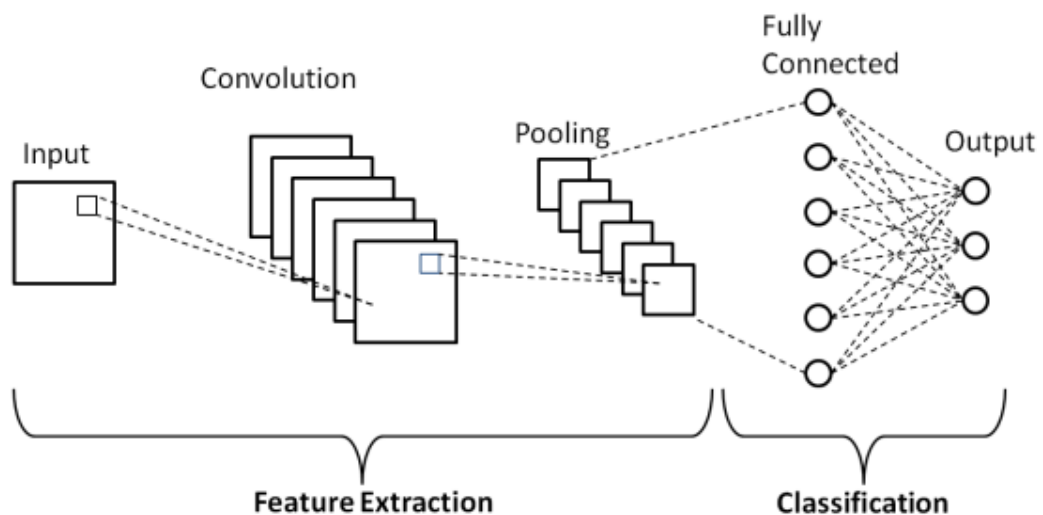 Input
Convolution
Pooling
Fully
Connected
Output
Feature Extraction
Classification